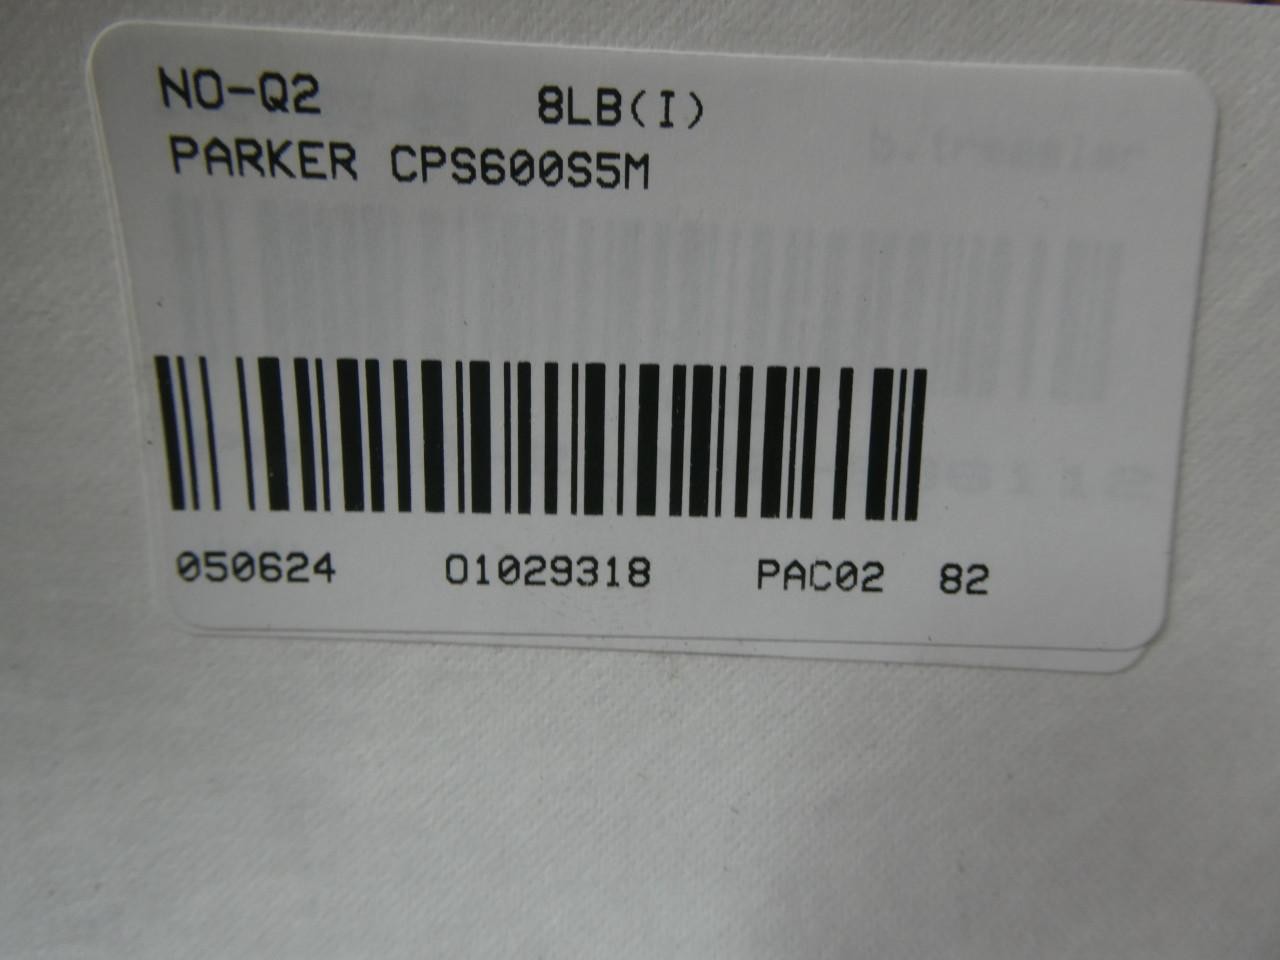 NO-Q2 8LB(I)
PARKER CPS600S5M
050624 01029318 PAC02 82